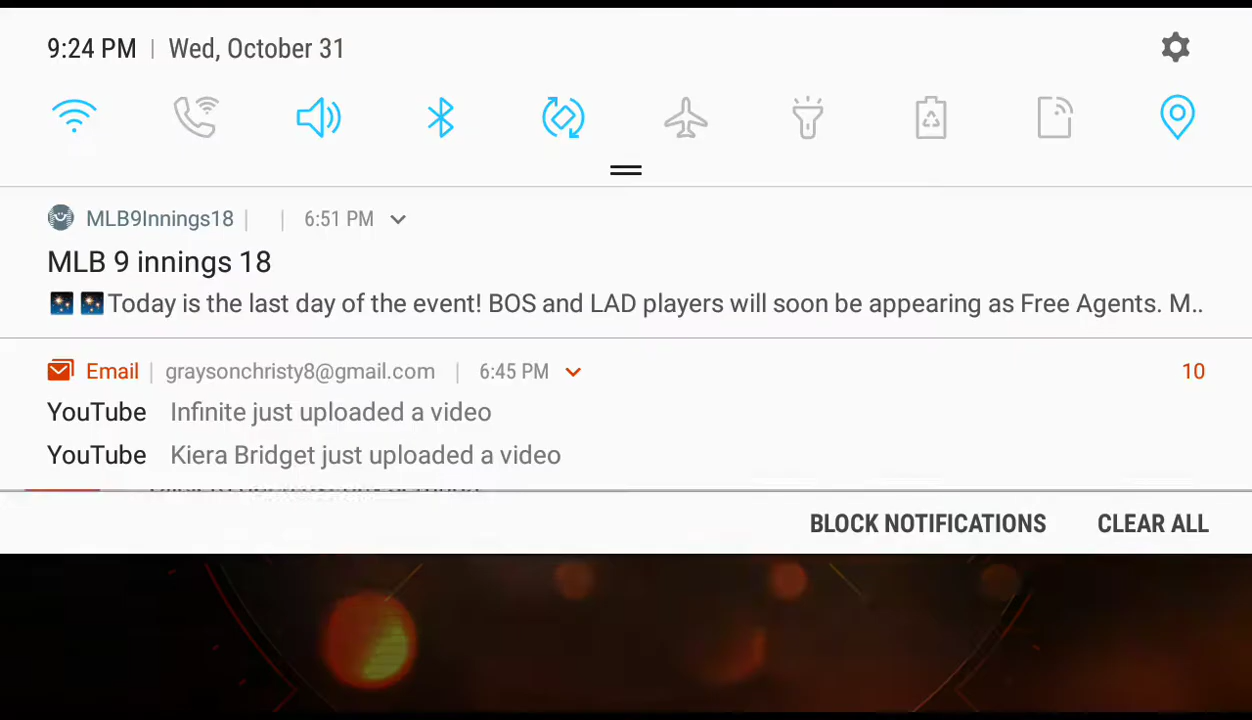 9:24 PM | Wed, October 31
MLB9Innings18 | | 6:51 PM
MLB 9 innings 18
🎆🎆Today is the last day of the event! BOS and LAD players will soon be appearing as Free Agents. M..
Email | graysonchristy8@gmail.com | 6:45 PM 10
YouTube Infinite just uploaded a video
YouTube Kiera Bridget just uploaded a video
BLOCK NOTIFICATIONS CLEAR ALL